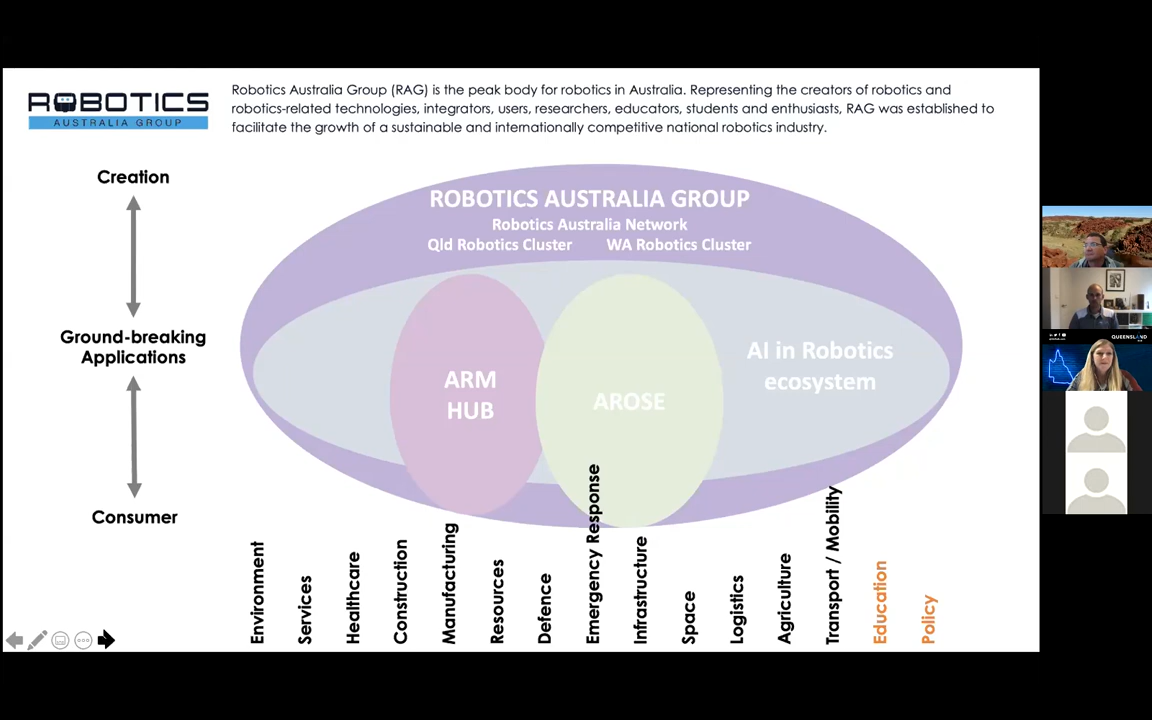 ROBOTICS
AUSTRALIA GROUP
Robotics Australia Group (RAG) is the peak body for robotics in Australia. Representing the creators of robotics and
robotics-related technologies, integrators, users, researchers, educators, students and enthusiasts, RAG was established to
facilitate the growth of a sustainable and internationally competitive national robotics industry.
Creation
Ground-breaking
Applications
Consumer
ROBOTICS AUSTRALIA GROUP
Robotics Australia Network
Qld Robotics Cluster WA Robotics Cluster
ARM
HUB
AROSE
AI in Robotics
ecosystem
Environment
Services
Healthcare
Construction
Manufacturing
Resources
Defence
Emergency Response
Infrastructure
Space
Logistics
Agriculture
Transport / Mobility
Education
Policy
QUEENSLAND